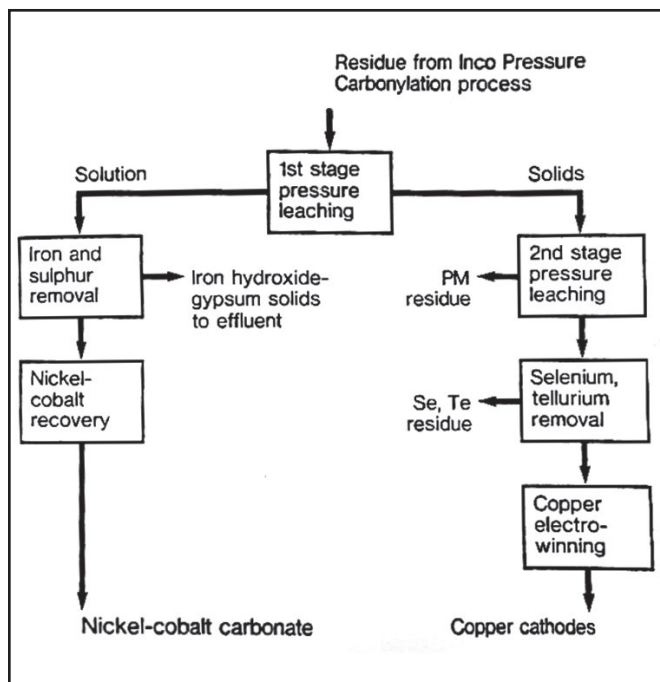 Residue from Inco Pressure
Carbonylation process
Solution
1st stage
pressure
leaching
Solids
Iron and
sulphur
removal
Iron hydroxide-
gypsum solids
to effluent
PM
residue
2nd stage
pressure
leaching
Nickel-
cobalt
recovery
Se, Te
residue
Selenium,
tellurium
removal
Copper
electro-
winning
Nickel-cobalt carbonate
Copper cathodes